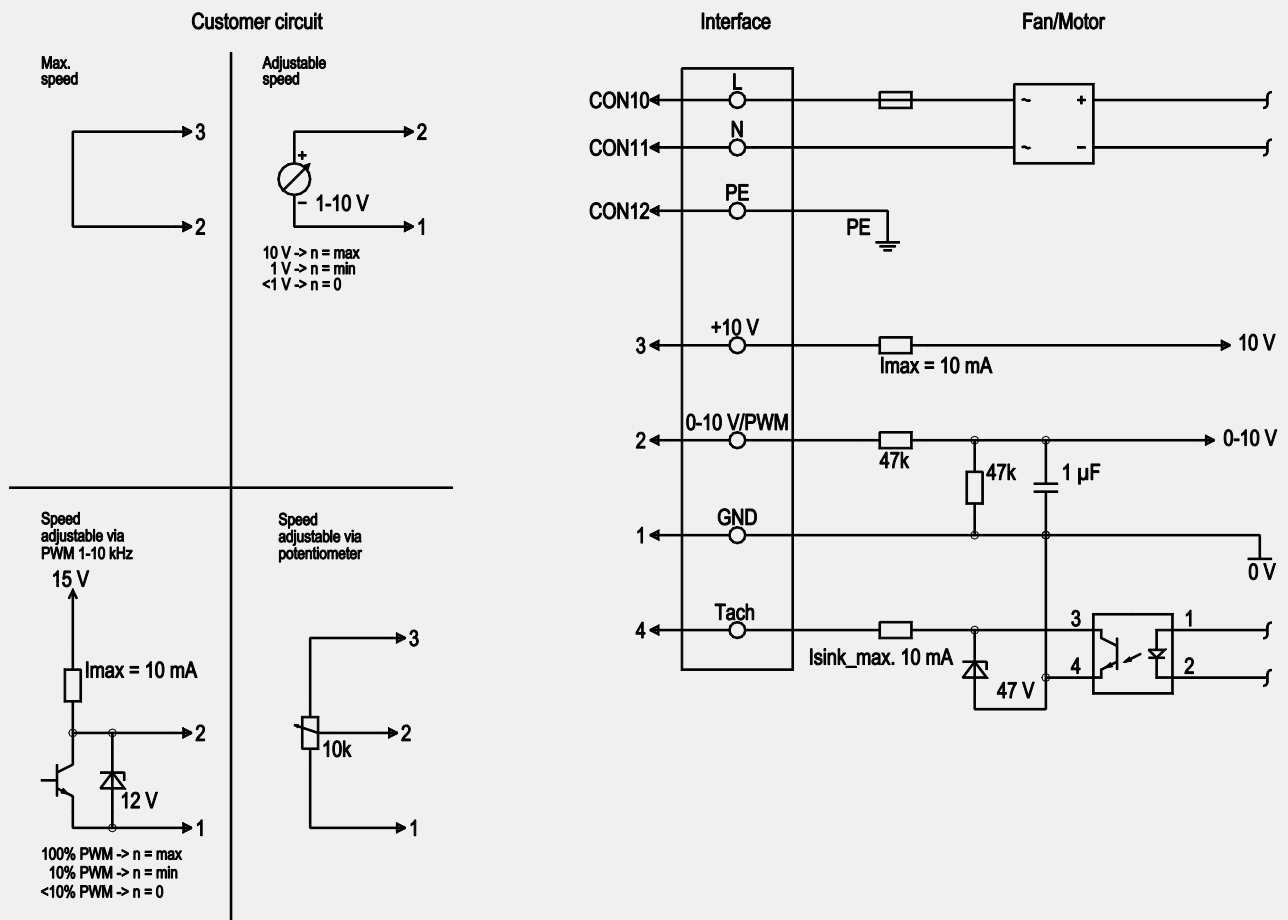 Customer circuit
Interface
Fan/Motor
Max.
speed
3
2
Adjustable
speed
2
+
– 1-10 V
1
10 V -> n = max
1 V -> n = min
<1 V -> n = 0
Speed
adjustable via
PWM 1-10 kHz
15 V
Imax = 10 mA
2
12 V
1
100% PWM -> n = max
10% PWM -> n = min
<10% PWM -> n = 0
Speed
adjustable via
potentiometer
3
2
10k
1
L
CON10
~ +
N
CON11
~ –
PE
CON12
PE
+10 V
3
10 V
Imax = 10 mA
0-10 V/PWM
2
0-10 V
47k
47k
1 µF
GND
1
0 V
Tach
4
3
1
Isink_max. 10 mA
4
2
47 V